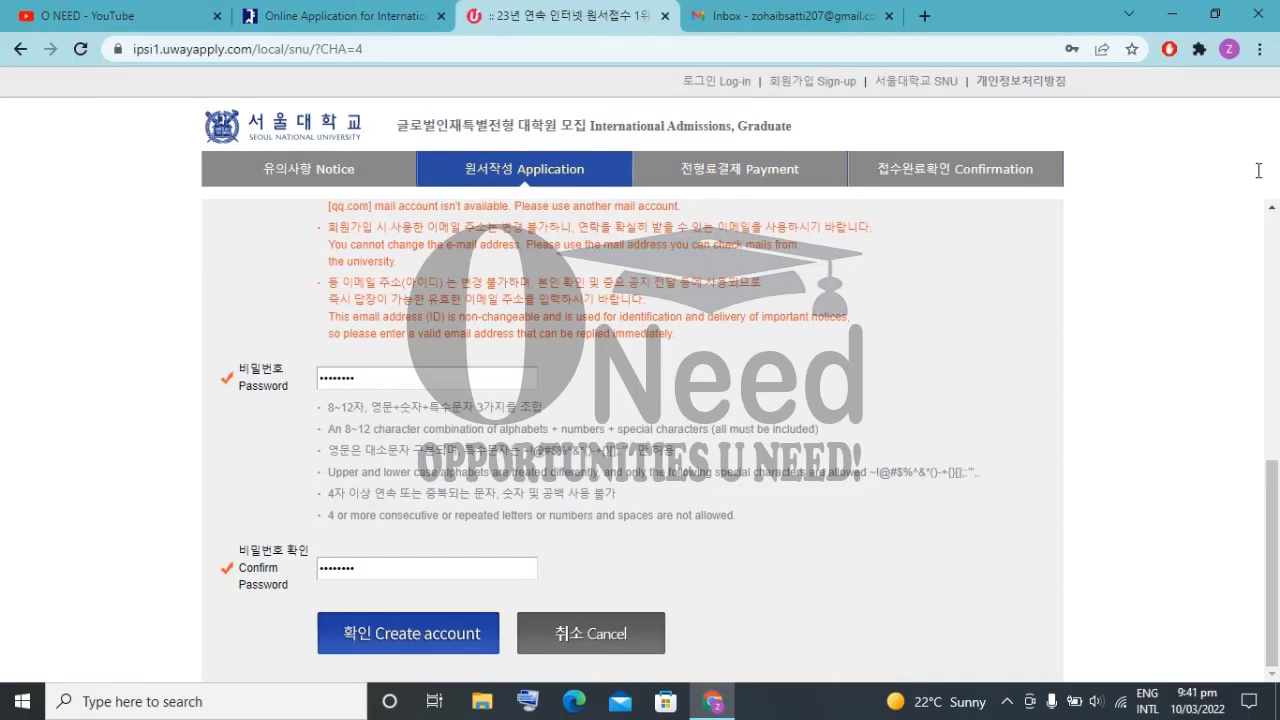 O NEED - YouTube
Online Application for Internatio
:: 23년 연속 인터넷 원서접수 1위
Inbox - zohaibsatti207@gmail.co
ipsi1.uwayapply.com/local/snu/?CHA=4
Z
로그인 Log-in | 회원가입 Sign-up | 서울대학교 SNU | 개인정보처리방침
서울대학교
SEOUL NATIONAL UNIVERSITY
글로벌인재특별전형 대학원 모집 International Admissions, Graduate
유의사항 Notice
원서작성 Application
전형료결제 Payment
접수완료확인 Confirmation
[qq.com] mail account isn't available. Please use another mail account.
· 회원가입 시 사용한 이메일 주소는 변경 불가하니, 연락을 확실히 받을 수 있는 이메일을 사용하시기 바랍니다.
You cannot change the e-mail address. Please use the mail address you can check mails from
the university.
· 동 이메일 주소(아이디) 는 변경 불가하며, 본인 확인 및 중요 공지 전달 등에 사용되므로
즉시 답장이 가능한 유효한 이메일 주소를 입력하시기 바랍니다.
This email address (ID) is non-changeable and is used for identification and delivery of important notices,
so please enter a valid email address that can be replied immediately.
O Need
OPPORTUNITIES U NEED!
비밀번호
Password
········
· 8~12자, 영문+숫자+특수문자 3가지를 조합
· An 8~12 character combination of alphabets + numbers + special characters (all must be included)
· 영문은 대소문자 구분되며, 특수문자는 ~!@#$%^&*()-+{}[];:'",. 만 허용
· Upper and lower case alphabets are treated differently, and only the following special characters are allowed ~!@#$%^&*()-+{}[];:'",.
· 4자 이상 연속 또는 중복되는 문자, 숫자 및 공백 사용 불가
· 4 or more consecutive or repeated letters or numbers and spaces are not allowed.
비밀번호 확인
Confirm
Password
········
확인 Create account
취소 Cancel
Type here to search
22°C Sunny
ENG
INTL
9:41 pm
10/03/2022